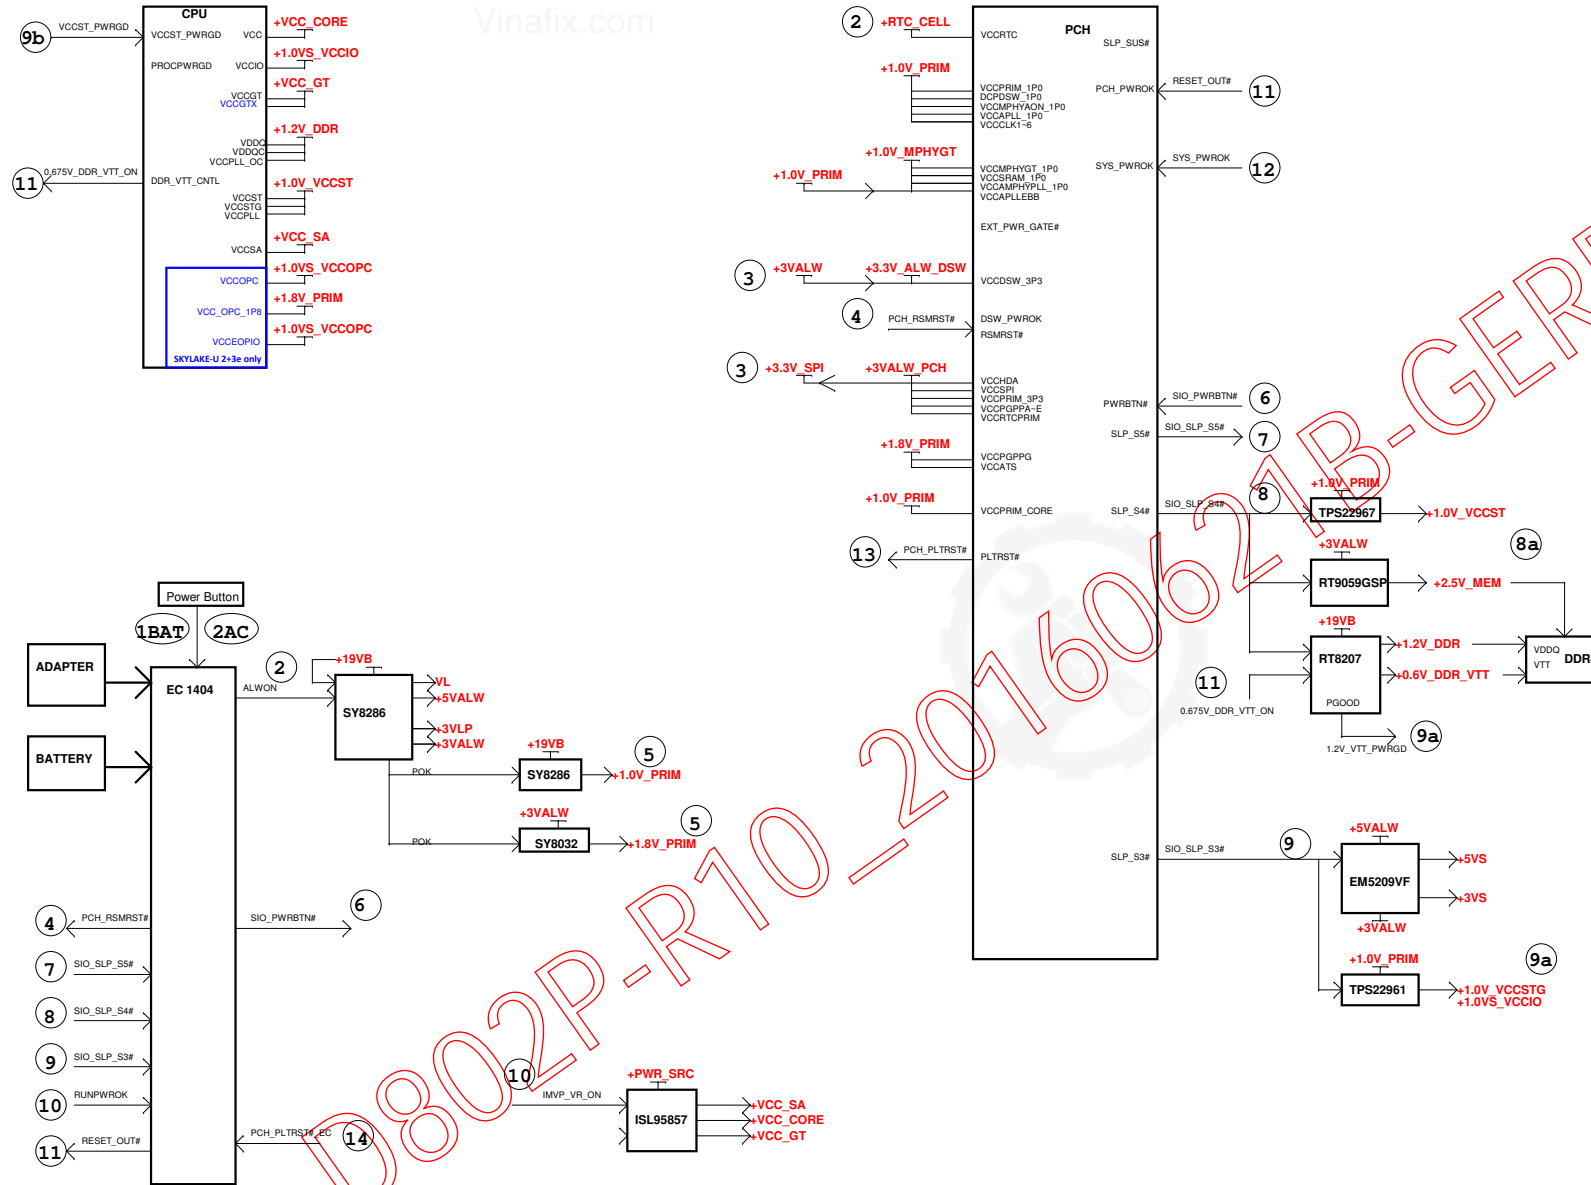 Vinafix.com
CPU
9b
VCCST_PWRGD
VCCST_PWRGD
PROCPWRGD
VCC
+VCC_CORE
VCCIO
+1.0VS_VCCIO
+VCC_GT
VCCGT
VCCGTX
+1.2V_DDR
VDDQ
VDDQC
VCCPLL_OC
11
0.675V_DDR_VTT_ON
DDR_VTT_CNTL
+1.0V_VCCST
VCCST
VCCSTG
VCCPLL
+VCC_SA
VCCSA
+1.0VS_VCCOPC
VCCOPC
+1.8V_PRIM
VCC_OPC_1P8
+1.0VS_VCCOPC
VCCEOPIO
SKYLAKE-U 2+3e only
PCH
2
+RTC_CELL
VCCRTC
SLP_SUS#
+1.0V_PRIM
VCCPRIM_1P0
DCPDSW_1P0
VCCMPHYAON_1P0
VCCAPLL_1P0
VCCCLK1~6
PCH_PWROK
RESET_OUT#
11
+1.0V_MPHYGT
+1.0V_PRIM
VCCMPHYGT_1P0
VCCSRAM_1P0
VCCAMPHYPLL_1P0
VCCAPLLEBB
SYS_PWROK
SYS_PWROK
12
EXT_PWR_GATE#
3
+3VALW
+3.3V_ALW_DSW
VCCDSW_3P3
4
PCH_RSMRST#
DSW_PWROK
RSMRST#
3
+3.3V_SPI
+3VALW_PCH
VCCHDA
VCCSPI
VCCPRIM_3P3
VCCPGPPA~E
VCCRTCPRIM
PWRBTN#
SIO_PWRBTN#
6
SLP_S5#
SIO_SLP_S5#
7
+1.8V_PRIM
VCCPGPPG
VCCATS
+1.0V_PRIM
VCCPRIM_CORE
SLP_S4#
SIO_SLP_S4#
8
+1.0V_PRIM
TPS22967
+1.0V_VCCST
13
PCH_PLTRST#
PLTRST#
8a
+3VALW
RT9059GSP
+2.5V_MEM
+19VB
RT8207
PGOOD
+1.2V_DDR
+0.6V_DDR_VTT
VDDQ
VTT
DDR
11
0.675V_DDR_VTT_ON
9a
1.2V_VTT_PWRGD
Power Button
1BAT
2AC
ADAPTER
BATTERY
EC 1404
2
ALWON
+19VB
SY8286
VL
+5VALW
+3VLP
+3VALW
POK
+19VB
SY8286
5
+1.0V_PRIM
POK
+3VALW
SY8032
5
+1.8V_PRIM
4
PCH_RSMRST#
SIO_PWRBTN#
6
7
SIO_SLP_S5#
8
SIO_SLP_S4#
9
SIO_SLP_S3#
10
RUNPWROK
11
RESET_OUT#
PCH_PLTRST#_EC
14
10
IMVP_VR_ON
+PWR_SRC
ISL95857
+VCC_SA
+VCC_CORE
+VCC_GT
SLP_S3#
SIO_SLP_S3#
9
+5VALW
EM5209VF
+5VS
+3VS
+3VALW
+1.0V_PRIM
TPS22961
9a
+1.0V_VCCSTG
+1.0VS_VCCIO
D802P-R10_20160621B-GER